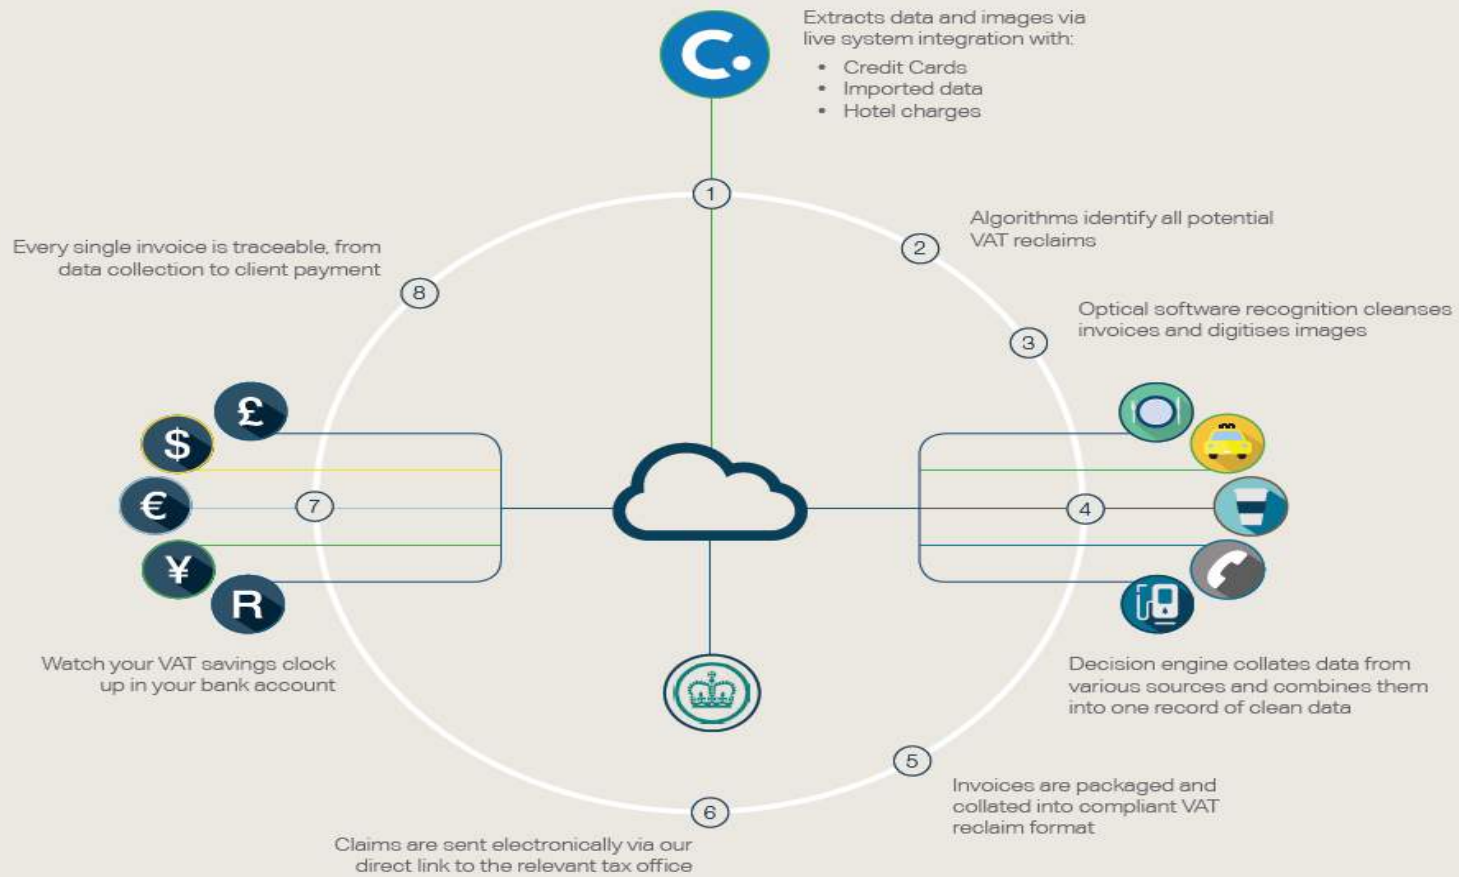 C.
Extracts data and images via
live system integration with:
• Credit Cards
• Imported data
• Hotel charges
1
2
Algorithms identify all potential
VAT reclaims
3
Optical software recognition cleanses
invoices and digitises images
4
Decision engine collates data from
various sources and combines them
into one record of clean data
5
Invoices are packaged and
collated into compliant VAT
reclaim format
6
Claims are sent electronically via our
direct link to the relevant tax office
7
£
$
€
¥
R
Watch your VAT savings clock
up in your bank account
8
Every single invoice is traceable, from
data collection to client payment